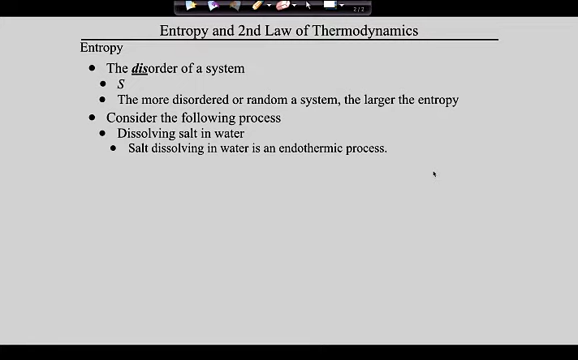 2/2
Entropy and 2nd Law of Thermodynamics
Entropy
• The disorder of a system
• S
• The more disordered or random a system, the larger the entropy
• Consider the following process
• Dissolving salt in water
• Salt dissolving in water is an endothermic process.